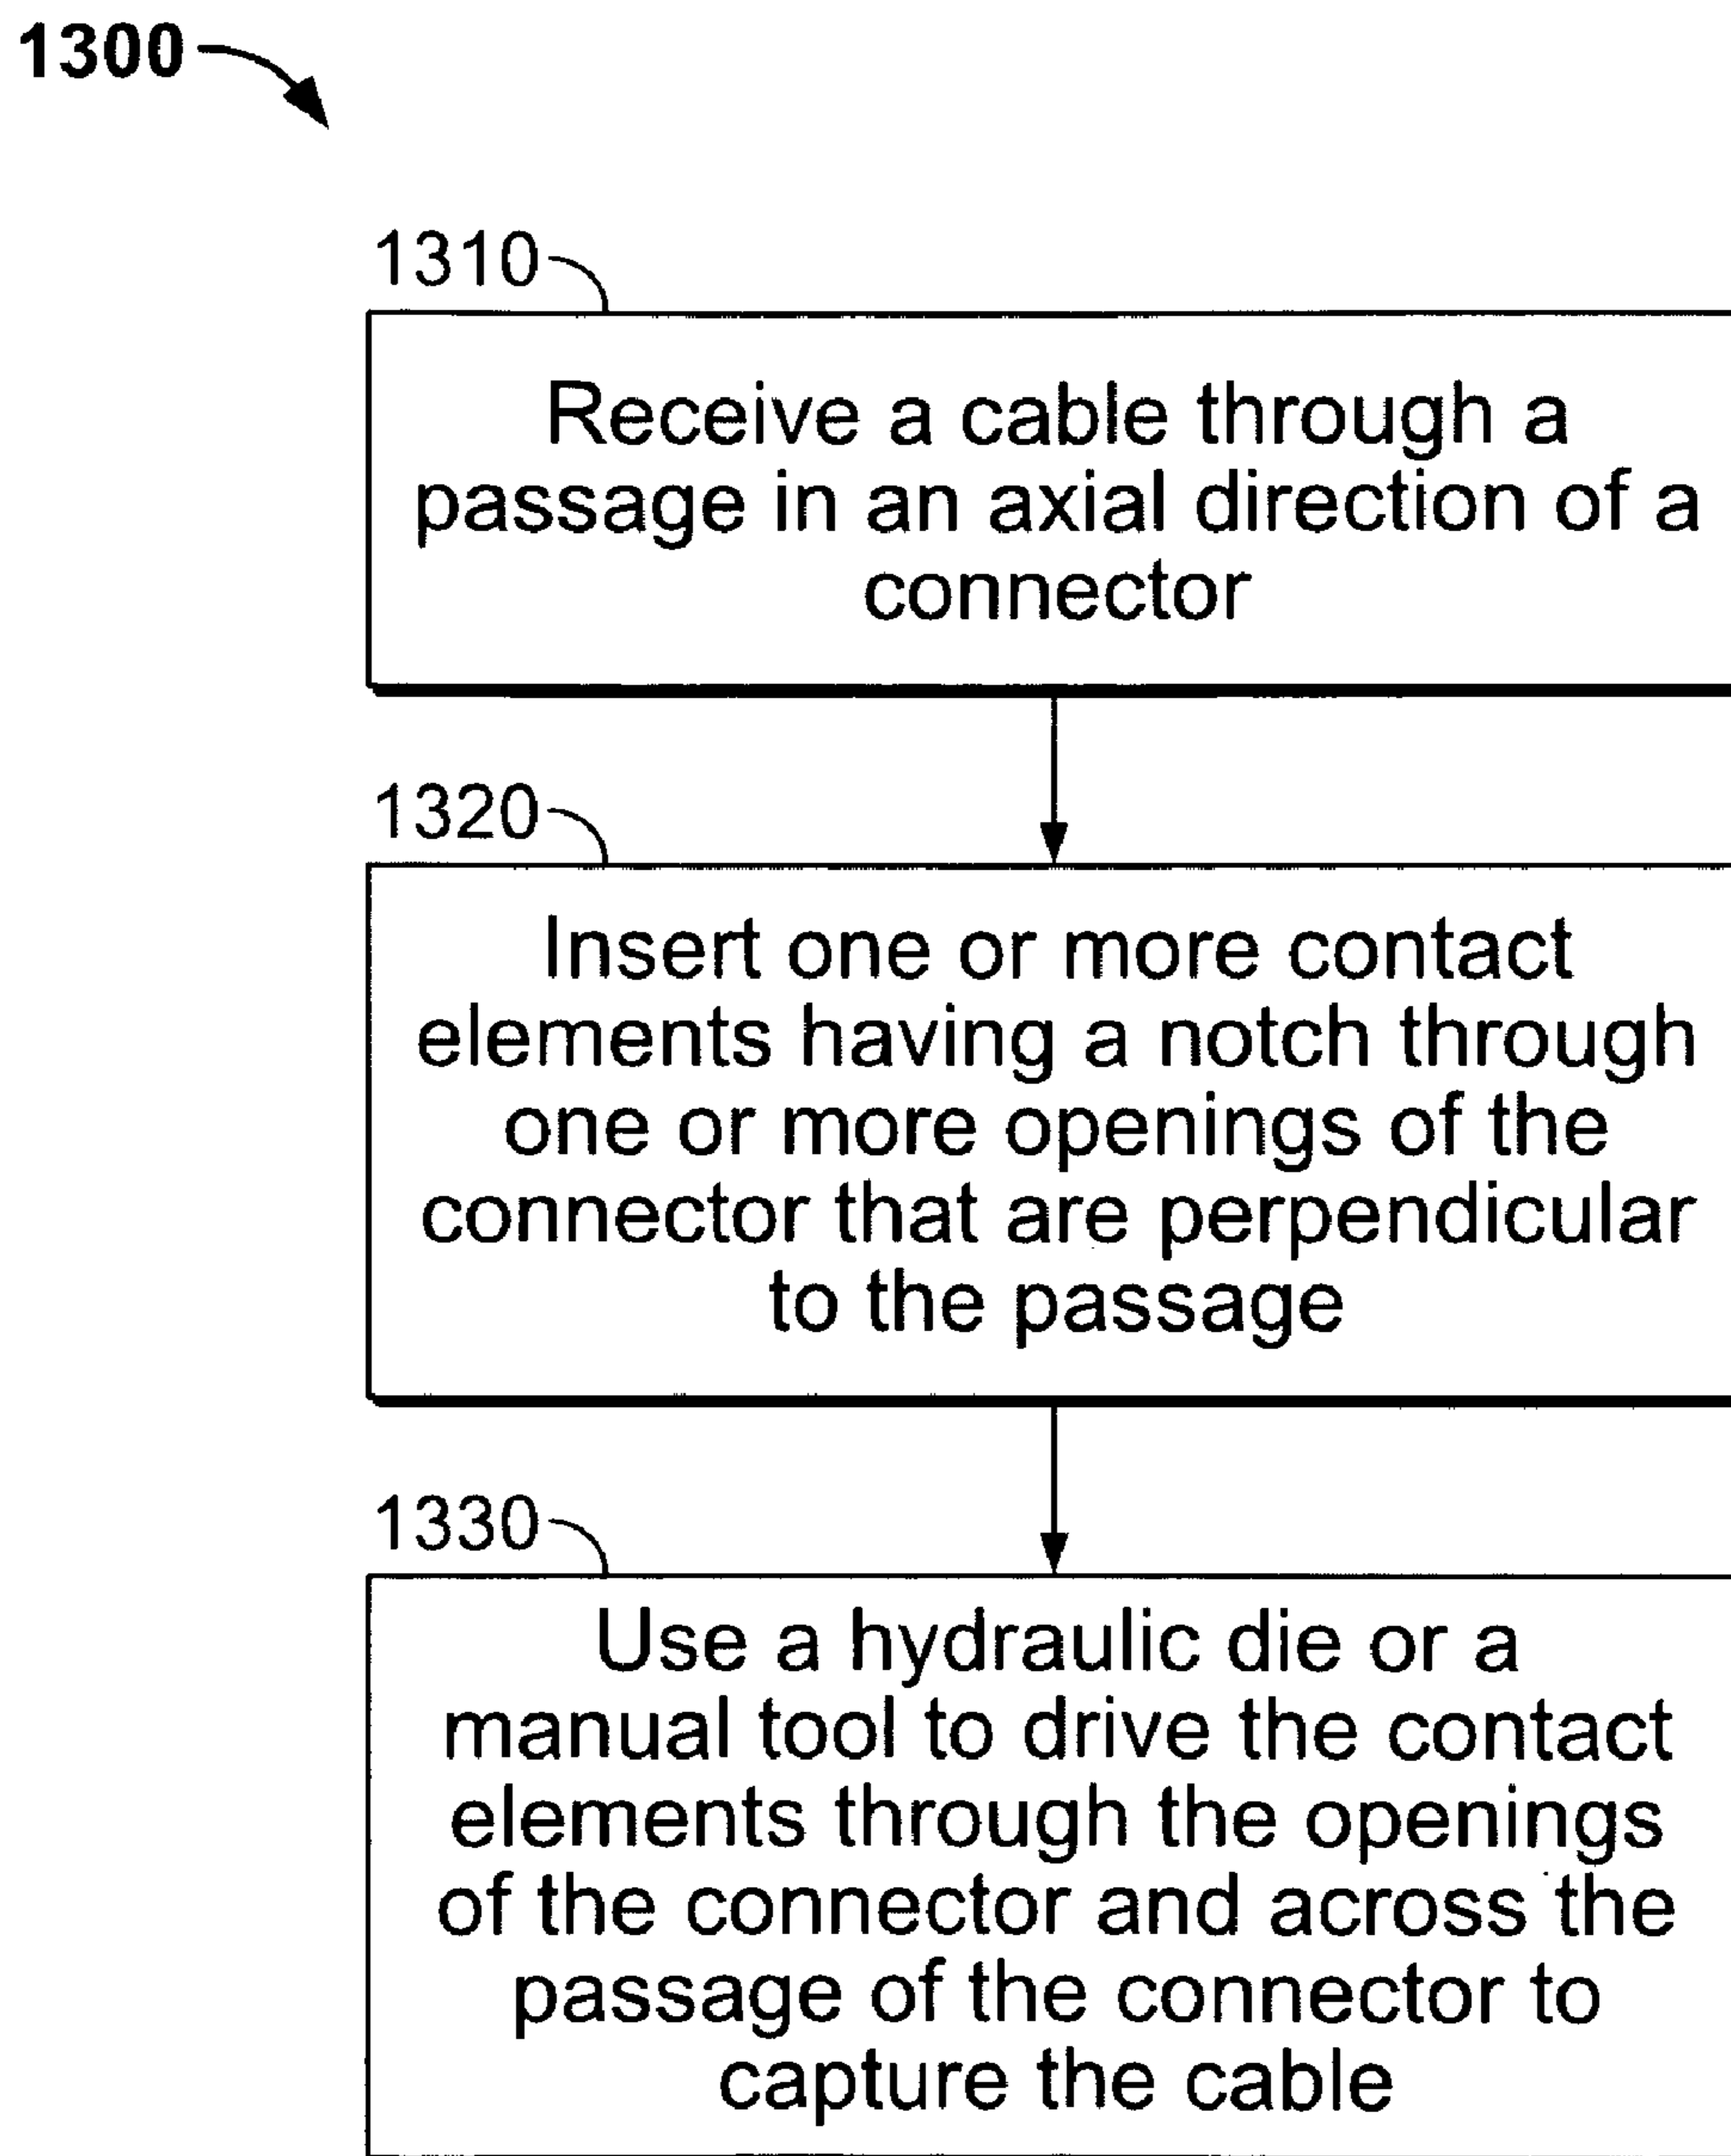 1300
1310
Receive a cable through a
passage in an axial direction of a
connector
1320
Insert one or more contact
elements having a notch through
one or more openings of the
connector that are perpendicular
to the passage
1330
Use a hydraulic die or a
manual tool to drive the contact
elements through the openings
of the connector and across the
passage of the connector to
capture the cable